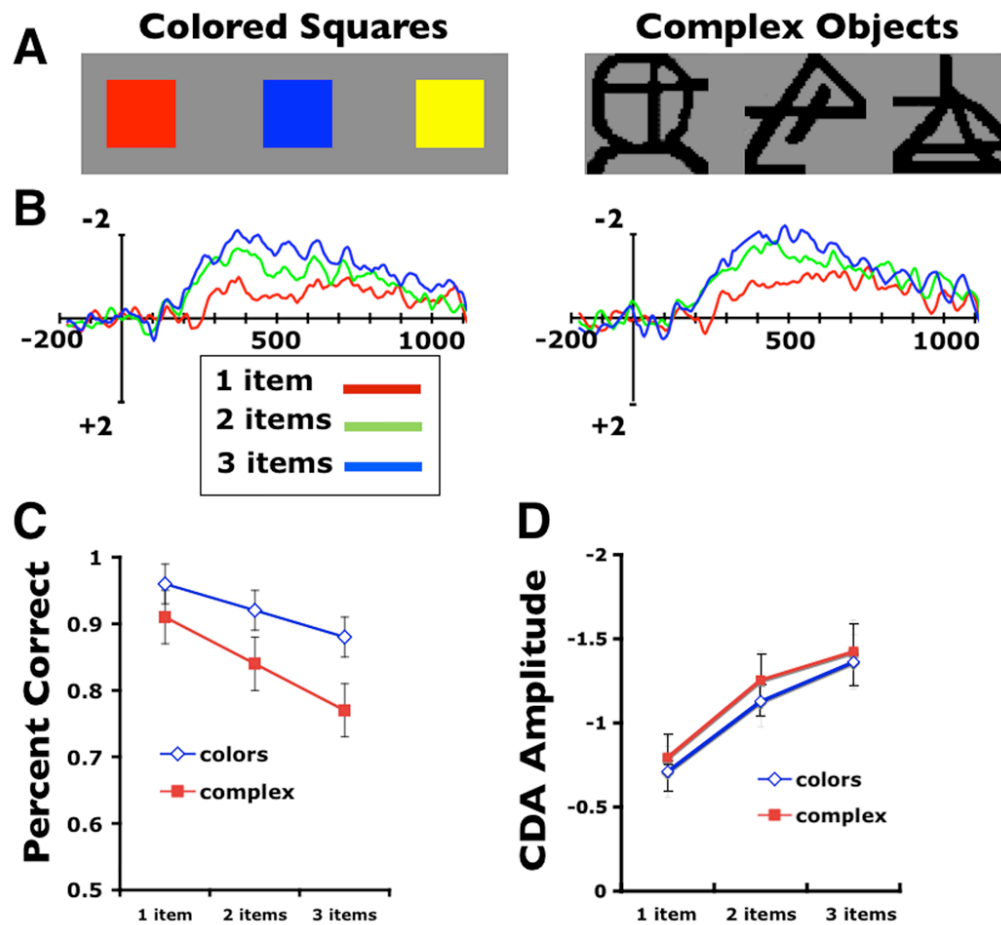 Colored Squares
Complex Objects
A
B
-2
-200
500
1000
+2
-2
-200
500
1000
+2
1 item
2 items
3 items
C
Percent Correct
1
0.9
0.8
0.7
0.6
0.5
colors
complex
1 item
2 items
3 items
D
CDA Amplitude
-2
-1.5
-1
-0.5
0
colors
complex
1 item
2 items
3 items